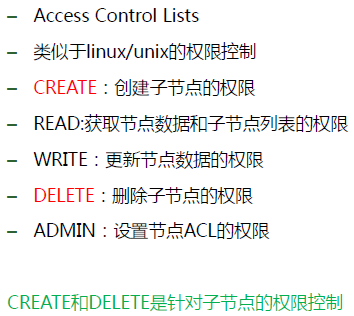 – Access Control Lists
– 类似于linux/unix的权限控制
– CREATE：创建子节点的权限
– READ:获取节点数据和子节点列表的权限
– WRITE：更新节点数据的权限
– DELETE：删除子节点的权限
– ADMIN：设置节点ACL的权限
CREATE和DELETE是针对子节点的权限控制